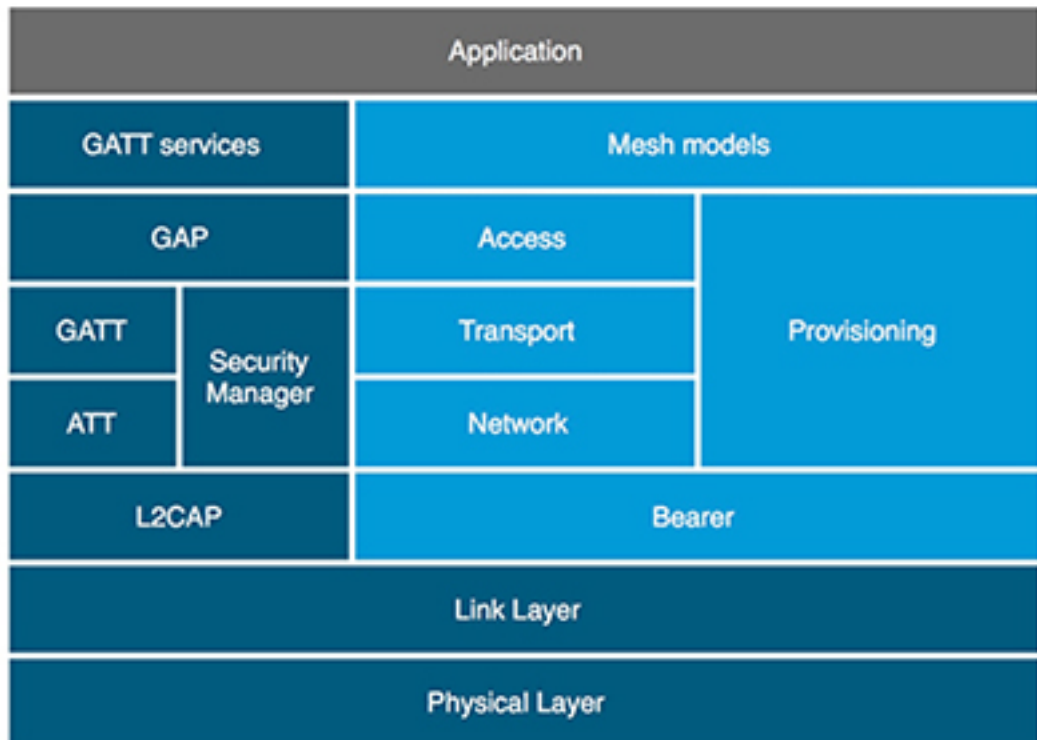 Application
GATT services
Mesh models
GAP
Access
GATT
Security
Manager
Transport
Provisioning
ATT
Network
L2CAP
Bearer
Link Layer
Physical Layer